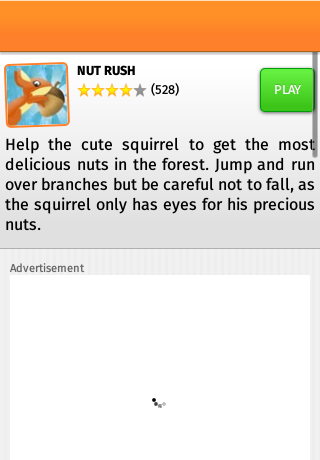 NUT RUSH
(528)
PLAY
Help the cute squirrel to get the most
delicious nuts in the forest. Jump and run
over branches but be careful not to fall, as
the squirrel only has eyes for his precious
nuts.
Advertisement